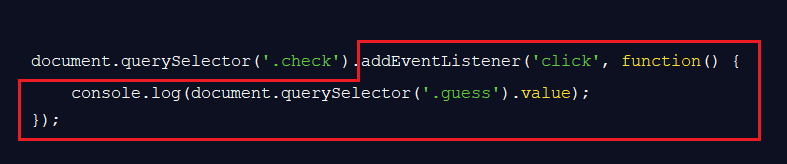 document.querySelector('.check').addEventListener('click', function() {
    console.log(document.querySelector('.guess').value);
});